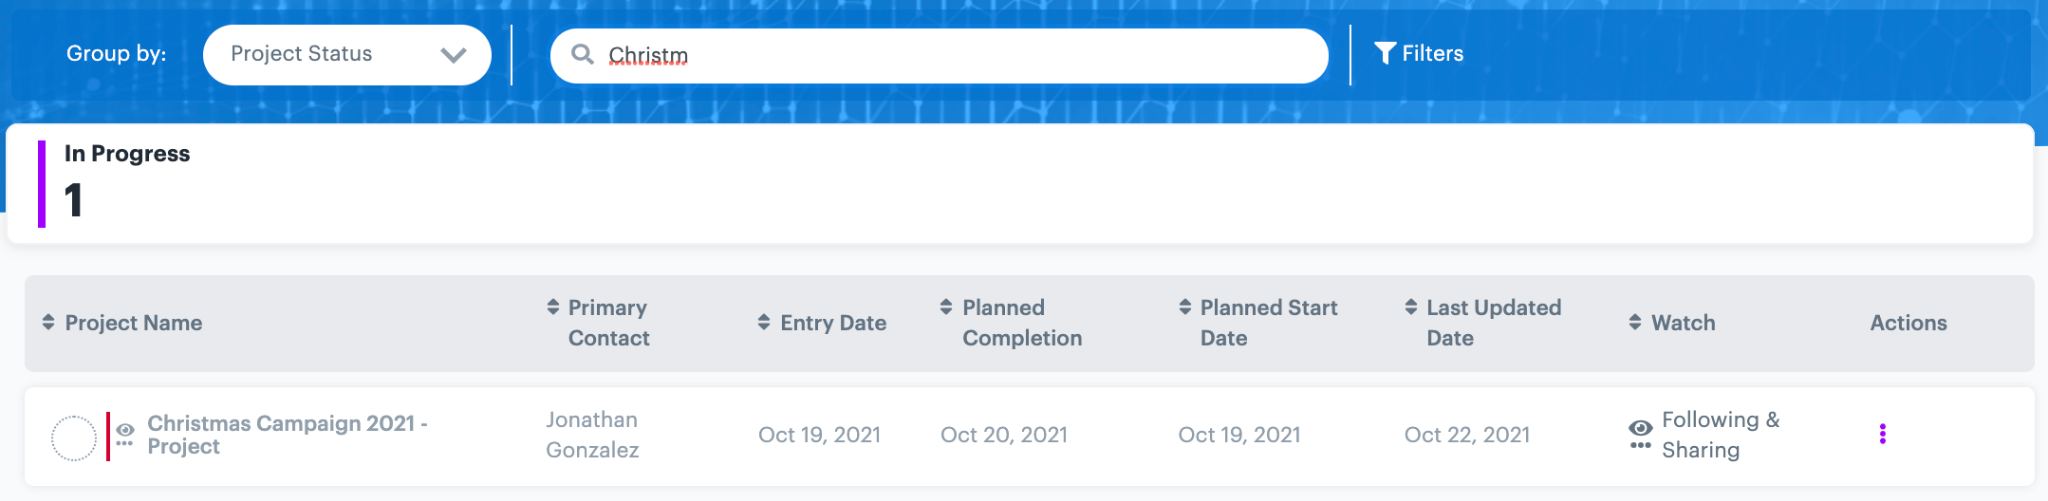 Group by:
Project Status
Christm
Filters
In Progress
1
Project Name
Primary
Contact
Entry Date
Planned
Completion
Planned Start
Date
Last Updated
Date
Watch
Actions
Christmas Campaign 2021 -
Project
Jonathan
Gonzalez
Oct 19, 2021
Oct 20, 2021
Oct 19, 2021
Oct 22, 2021
Following &
Sharing